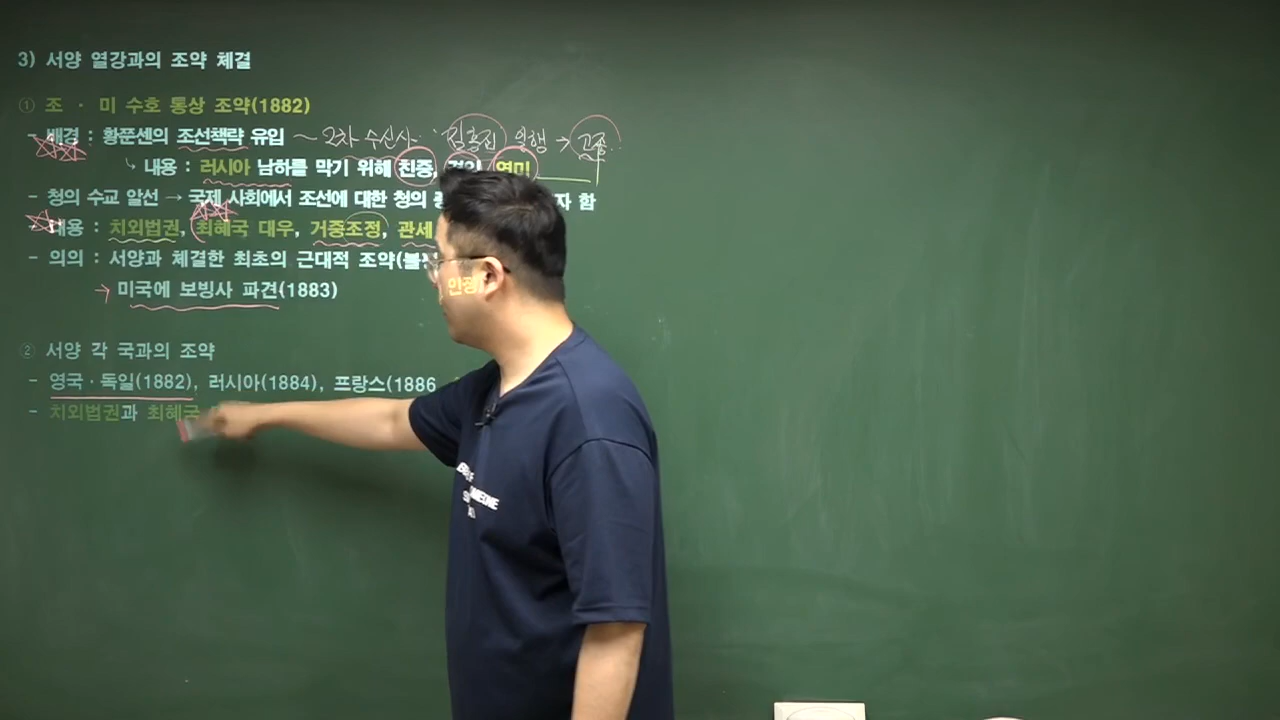 3) 서양 열강과의 조약 체결
① 조 · 미 수호 통상 조약(1882)
- 배경 : 황쭌센의 조선책략 유입 ~ 2차 수신사 김홍집 일행 → 고종
내용 : 러시아 남하를 막기 위해 친중,
- 청의 수교 알선 → 국제 사회에서 조선에 대한 청의 자 함
내용 : 치외법권, 최혜국 대우, 거중조정, 관세
- 의의 : 서양과 체결한 최초의 근대적 조약(불
인정)
→ 미국에 보빙사 파견(1883)
② 서양 각 국과의 조약
- 영국 · 독일(1882), 러시아(1884), 프랑스(1886
- 치외법권과 최혜국